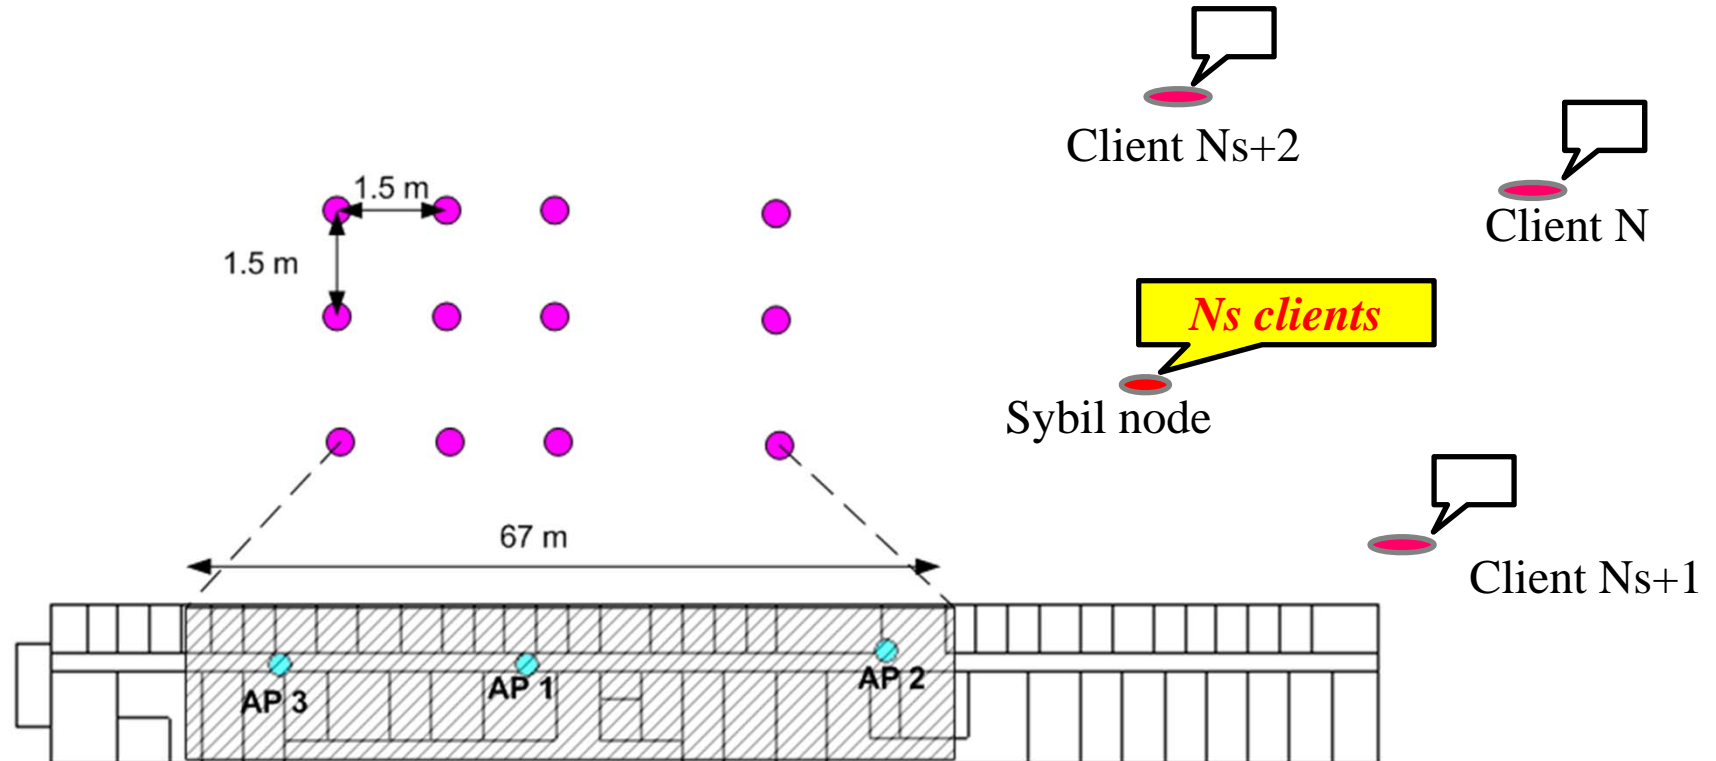 Client Ns+2
1.5 m
Client N
1.5 m
Ns clients
Sybil node
67 m
Client Ns+1
AP 3
AP 1
AP 2